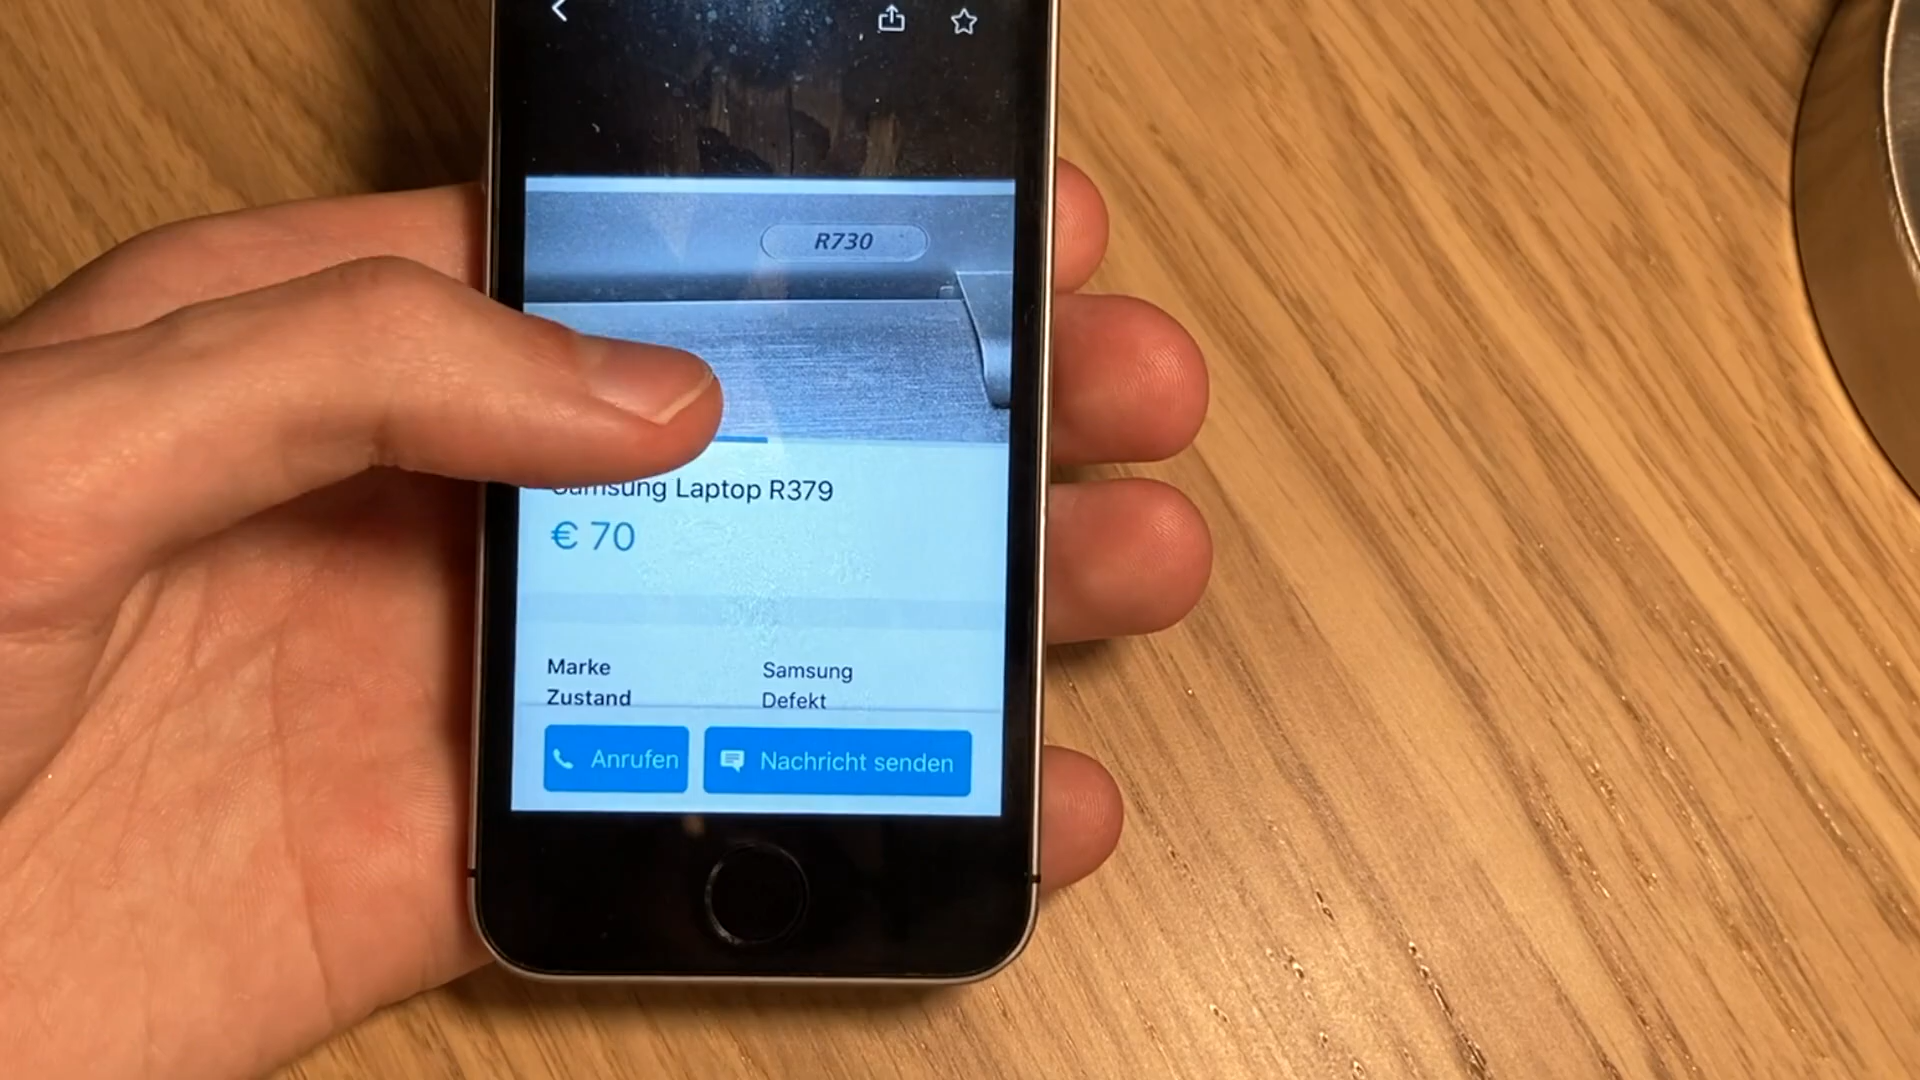 R730
Samsung Laptop R379
€ 70
Marke Samsung
Zustand Defekt
Anrufen Nachricht senden